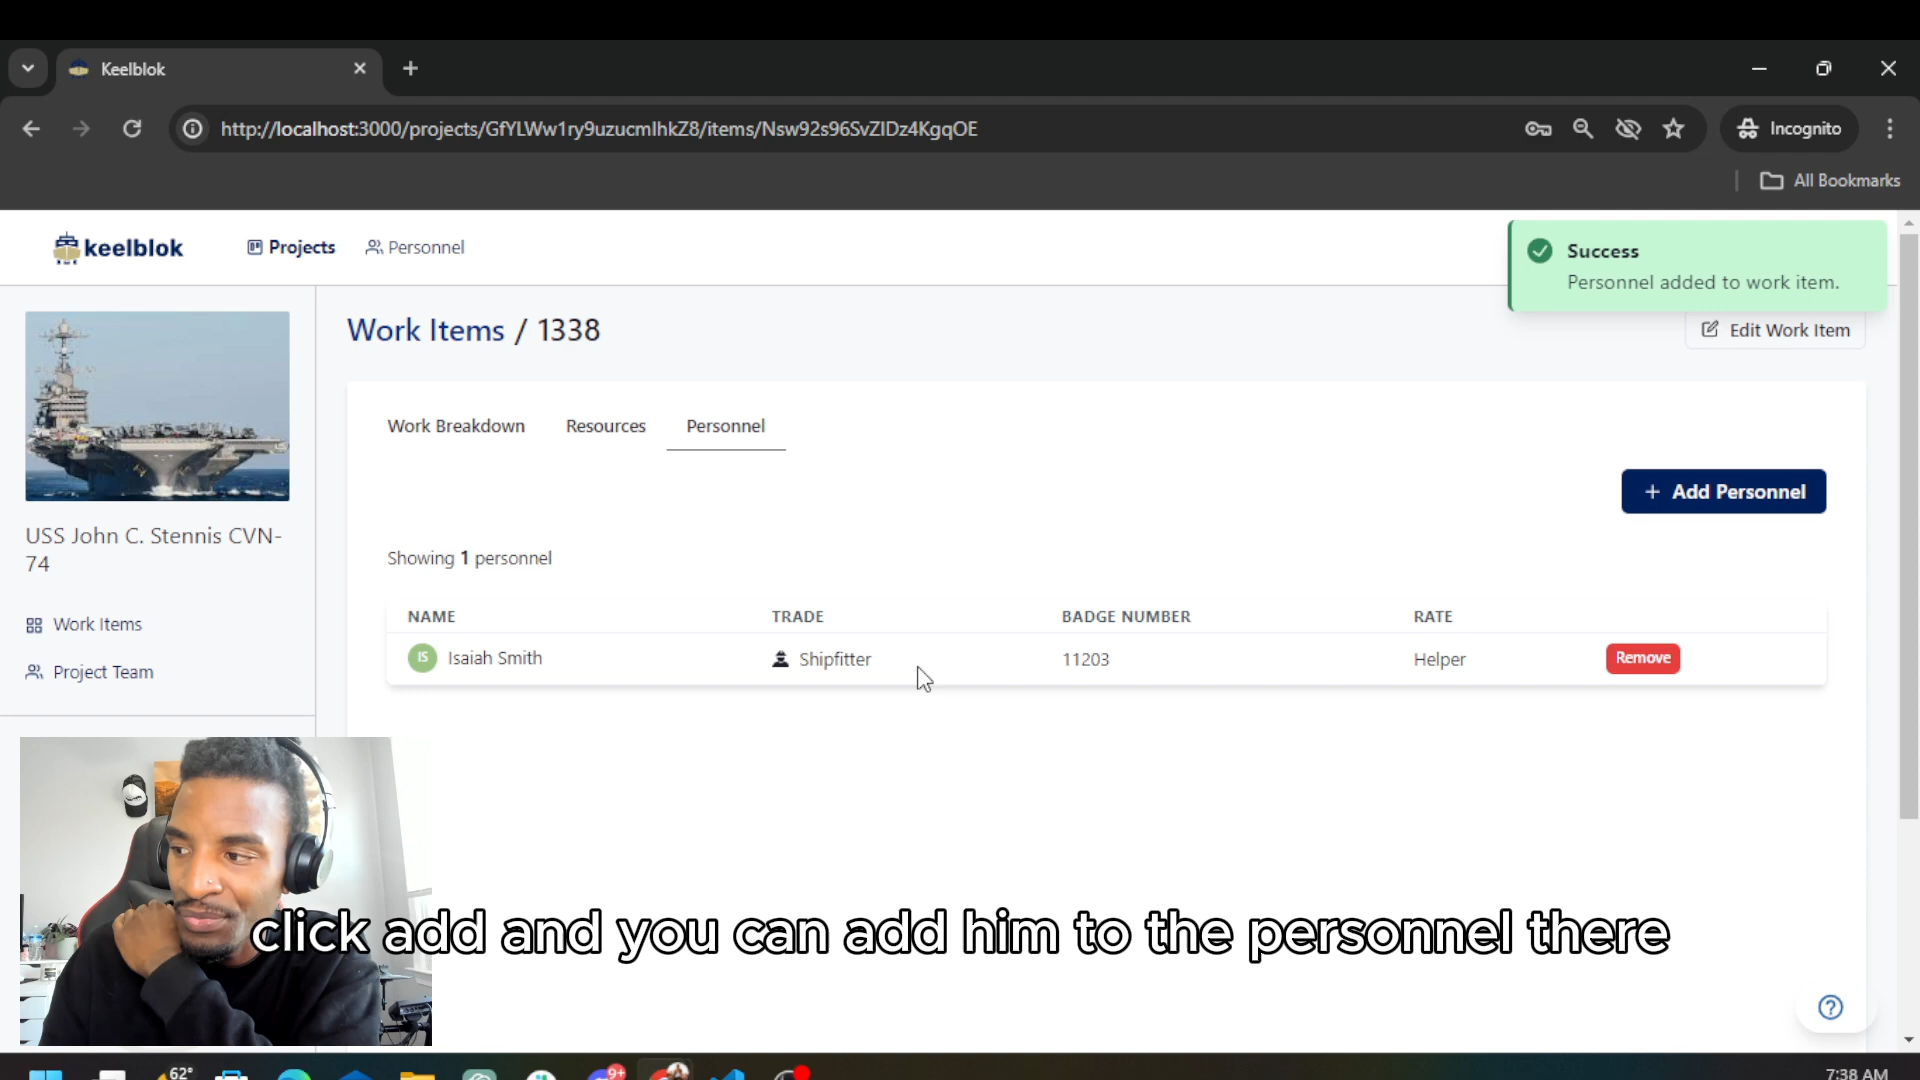 Keelblok
http://localhost:3000/projects/GfYLWw1ry9uzucmlhkZ8/items/Nsw92s96SvZIDz4KgqOE
Incognito
All Bookmarks
keelblok
Projects
Personnel
Success
Personnel added to work item.
USS John C. Stennis CVN-
74
Work Items
Project Team
Work Items / 1338
Edit Work Item
Work Breakdown
Resources
Personnel
+ Add Personnel
Showing 1 personnel
NAME TRADE BADGE NUMBER RATE
IS Isaiah Smith Shipfitter 11203 Helper Remove
click add and you can add him to the personnel there
62°
9+
7:38 AM